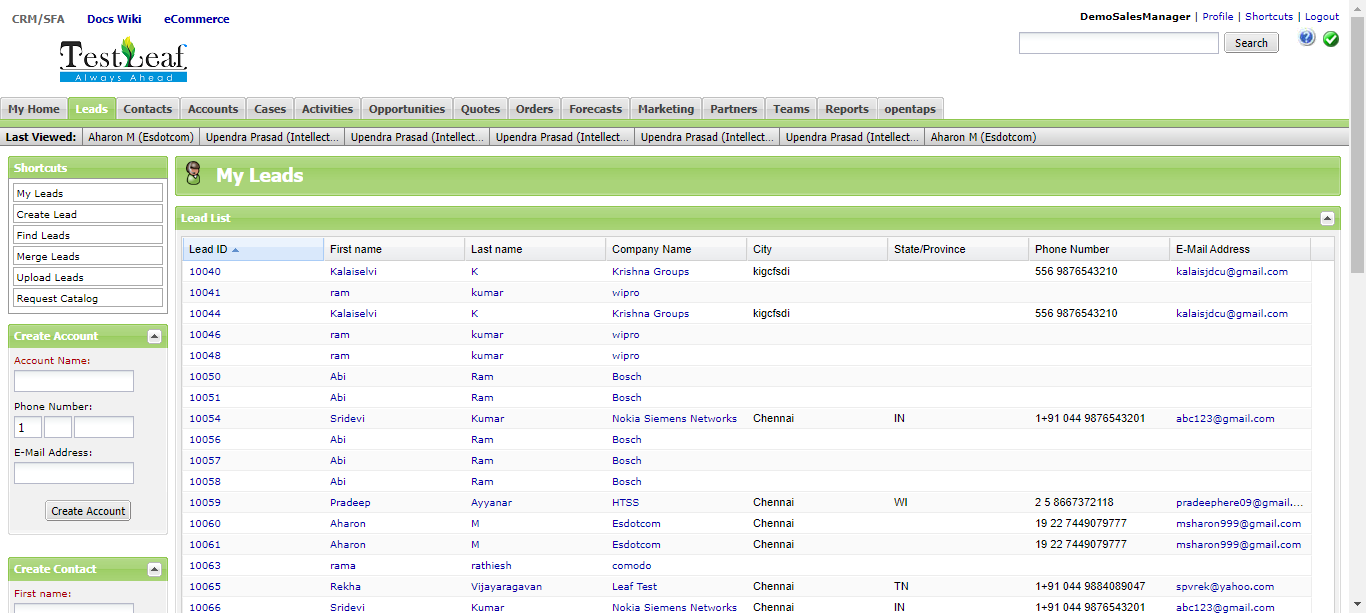 CRM/SFA Docs Wiki eCommerce
DemoSalesManager | Profile | Shortcuts | Logout
TestLeaf
Always Ahead
Search
My Home Leads Contacts Accounts Cases Activities Opportunities Quotes Orders Forecasts Marketing Partners Teams Reports opentaps
Last Viewed: Aharon M (Esdotcom) Upendra Prasad (Intellect... Upendra Prasad (Intellect... Upendra Prasad (Intellect... Upendra Prasad (Intellect... Upendra Prasad (Intellect... Aharon M (Esdotcom)
Shortcuts
My Leads
Create Lead
Find Leads
Merge Leads
Upload Leads
Request Catalog
Create Account
Account Name:
Phone Number:
1
E-Mail Address:
Create Account
Create Contact
First name:
My Leads
Lead List
Lead ID First name Last name Company Name City State/Province Phone Number E-Mail Address
10040 Kalaiselvi K Krishna Groups kigcfsdi 556 9876543210 kalaisjdcu@gmail.com
10041 ram kumar wipro
10044 Kalaiselvi K Krishna Groups kigcfsdi 556 9876543210 kalaisjdcu@gmail.com
10046 ram kumar wipro
10048 ram kumar wipro
10050 Abi Ram Bosch
10051 Abi Ram Bosch
10054 Sridevi Kumar Nokia Siemens Networks Chennai IN 1+91 044 9876543201 abc123@gmail.com
10056 Abi Ram Bosch
10057 Abi Ram Bosch
10058 Abi Ram Bosch
10059 Pradeep Ayyanar HTSS Chennai WI 2 5 8667372118 pradeephere09@gmail,...
10060 Aharon M Esdotcom Chennai 19 22 7449079777 msharon999@gmail.com
10061 Aharon M Esdotcom Chennai 19 22 7449079777 msharon999@gmail.com
10063 rama rathiesh comodo
10065 Rekha Vijayaragavan Leaf Test Chennai TN 1+91 044 9884089047 spvrek@yahoo.com
10066 Sridevi Kumar Nokia Siemens Networks Chennai IN 1+91 044 9876543201 abc123@gmail.com